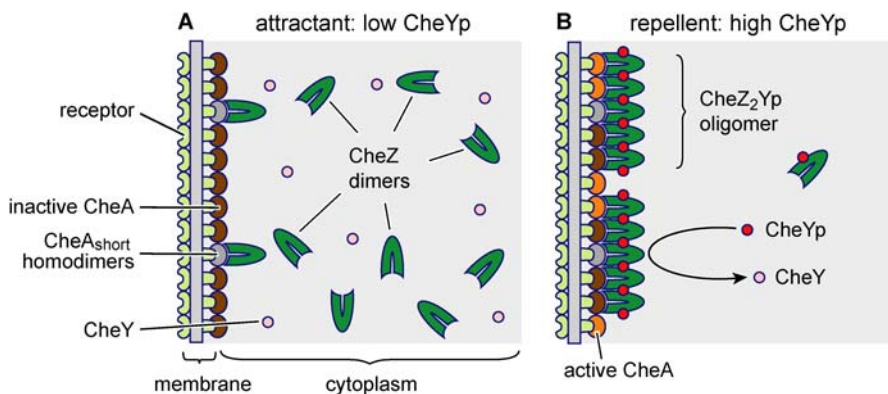 A attractant: low CheYp
receptor
inactive CheA
CheAshort
homodimers
CheY
CheZ
dimers
membrane
cytoplasm
B repellent: high CheYp
CheZ2Yp
oligomer
CheYp
CheY
active CheA